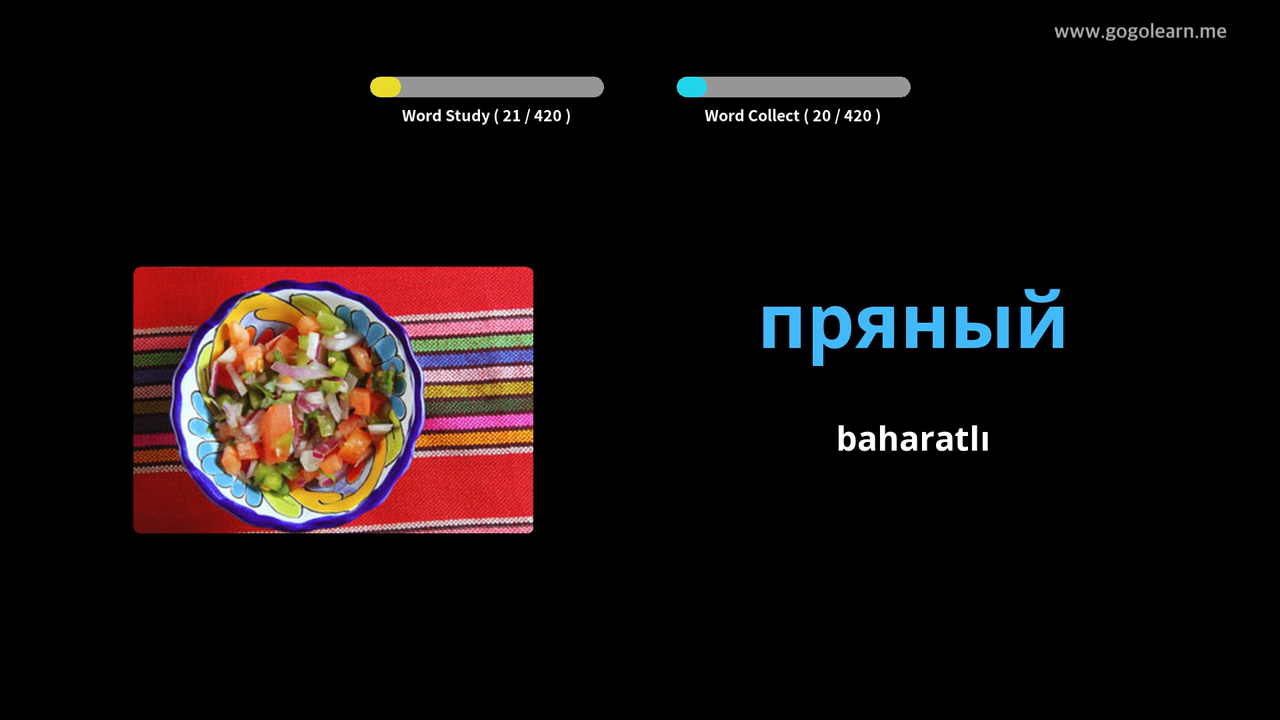 www.gogolearn.me
Word Study ( 21 / 420 )
Word Collect ( 20 / 420 )
пряный
baharatlı